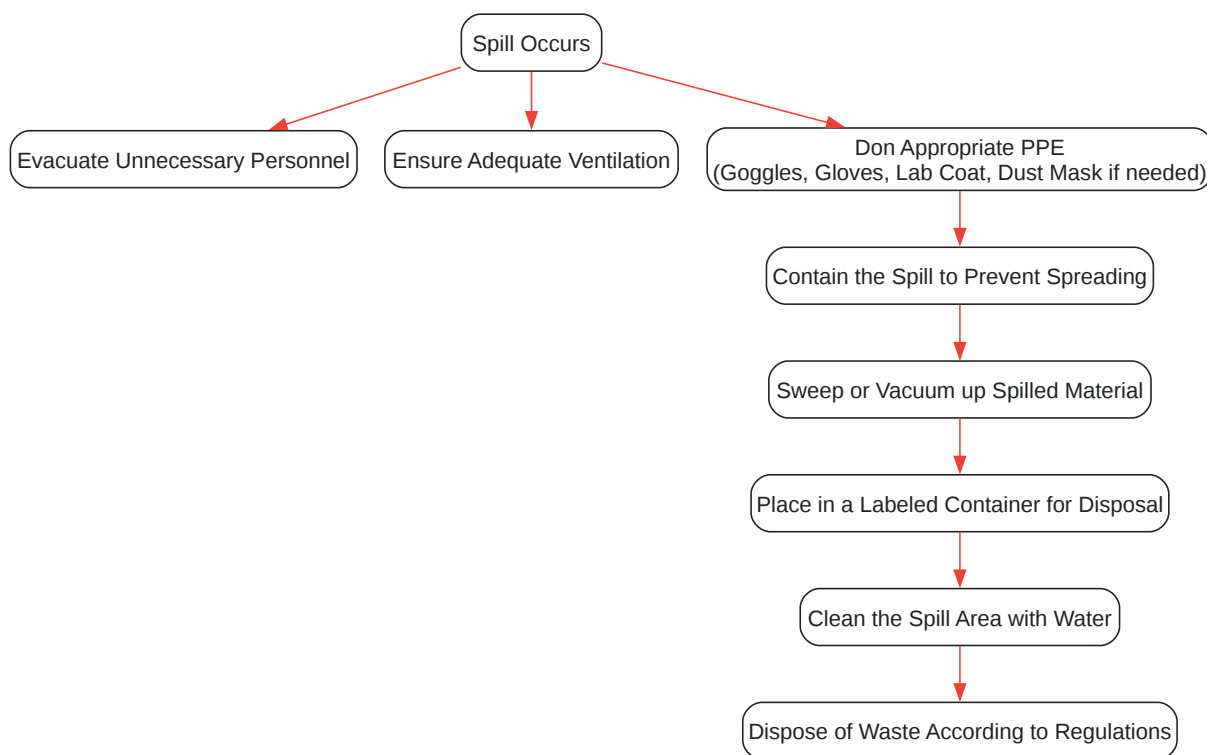 Spill Occurs
Evacuate Unnecessary Personnel
Ensure Adequate Ventilation
Don Appropriate PPE
(Goggles, Gloves, Lab Coat, Dust Mask if needed)
Contain the Spill to Prevent Spreading
Sweep or Vacuum up Spilled Material
Place in a Labeled Container for Disposal
Clean the Spill Area with Water
Dispose of Waste According to Regulations